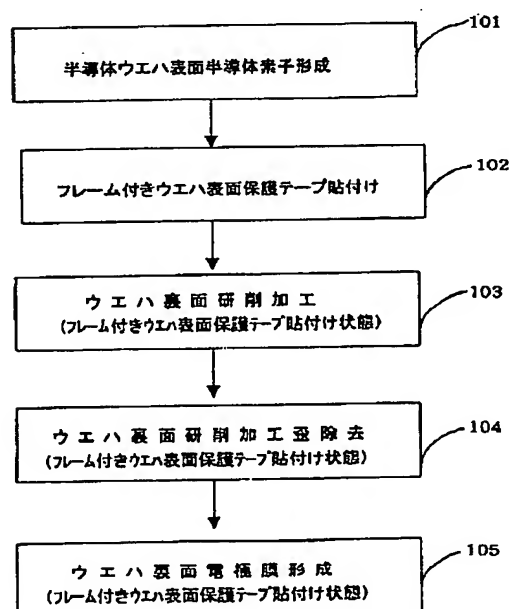 101
半導体ウエハ表面半導体素子形成
102
フレーム付きウエハ表面保護テープ貼付け
103
ウエハ裏面研削加工
(フレーム付きウエハ表面保護テープ貼付け状態)
104
ウエハ裏面研削加工歪除去
(フレーム付きウエハ表面保護テープ貼付け状態)
105
ウエハ裏面電極膜形成
(フレーム付きウエハ表面保護テープ貼付け状態)